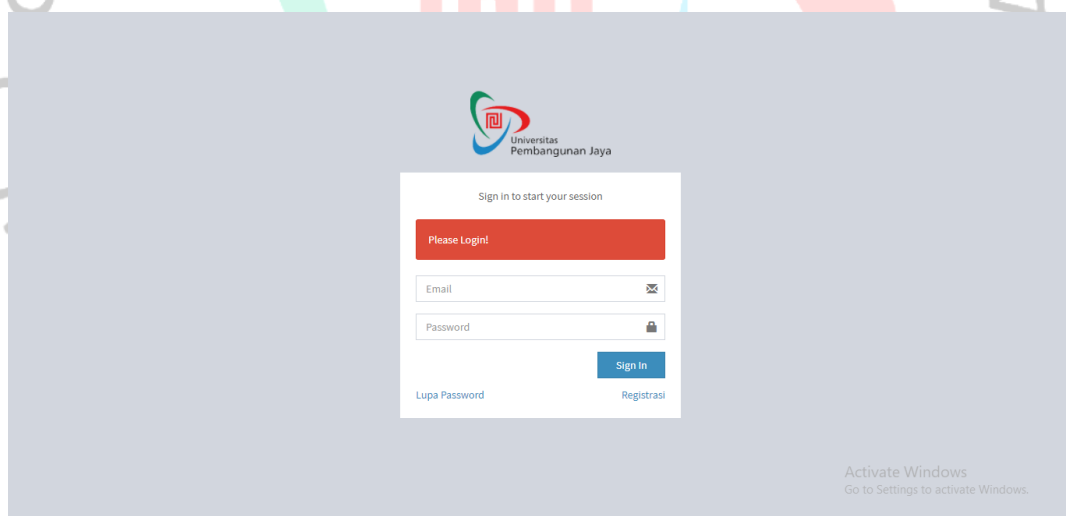 Universitas
Pembangunan Jaya
Sign in to start your session
Please Login!
Email
Password
Sign In
Lupa Password
Registrasi
Activate Windows
Go to Settings to activate Windows.